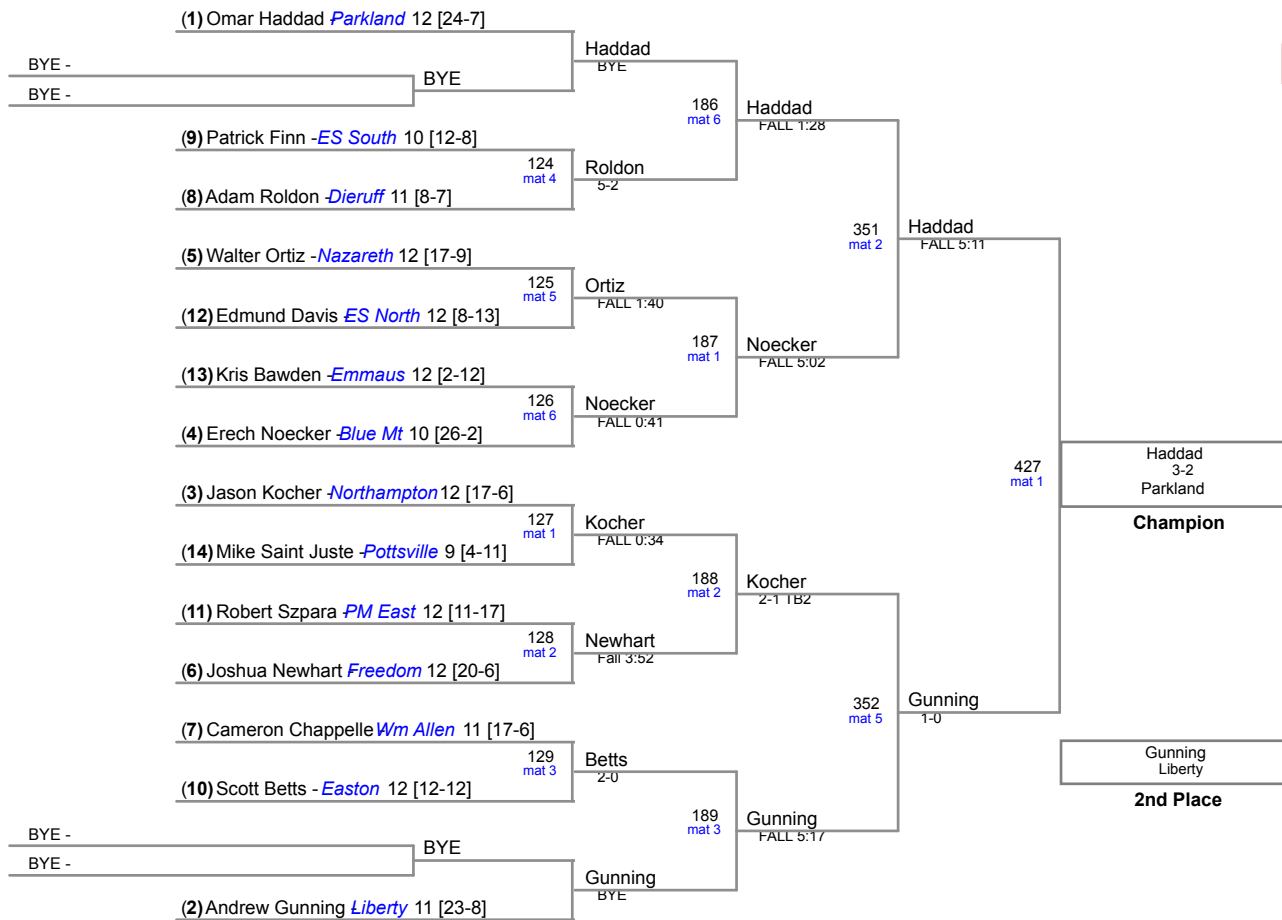 (1) Omar Haddad - Parkland 12 [24-7]
Haddad
BYE
BYE -
BYE
BYE -
186
mat 6
Haddad
FALL 1:28
(9) Patrick Finn - ES South 10 [12-8]
124
mat 4
Roldon
5-2
(8) Adam Roldon - Dieruff 11 [8-7]
351
mat 2
Haddad
FALL 5:11
(5) Walter Ortiz - Nazareth 12 [17-9]
125
mat 5
Ortiz
FALL 1:40
(12) Edmund Davis - ES North 12 [8-13]
187
mat 1
Noecker
FALL 5:02
(13) Kris Bawden - Emmaus 12 [2-12]
126
mat 6
Noecker
FALL 0:41
(4) Erech Noecker - Blue Mt 10 [26-2]
427
mat 1
Haddad
3-2
Parkland
Champion
(3) Jason Kocher - Northampton 12 [17-6]
127
mat 1
Kocher
FALL 0:34
(14) Mike Saint Juste - Pottsville 9 [4-11]
188
mat 2
Kocher
2-1 TB2
(11) Robert Szpara - PM East 12 [11-17]
128
mat 2
Newhart
Fall 3:52
(6) Joshua Newhart - Freedom 12 [20-6]
352
mat 5
Gunning
1-0
(7) Cameron Chappelle - Wm Allen 11 [17-6]
129
mat 3
Betts
2-0
(10) Scott Betts - Easton 12 [12-12]
Gunning
Liberty
2nd Place
189
mat 3
Gunning
FALL 5:17
BYE -
BYE
BYE -
Gunning
BYE
(2) Andrew Gunning - Liberty 11 [23-8]